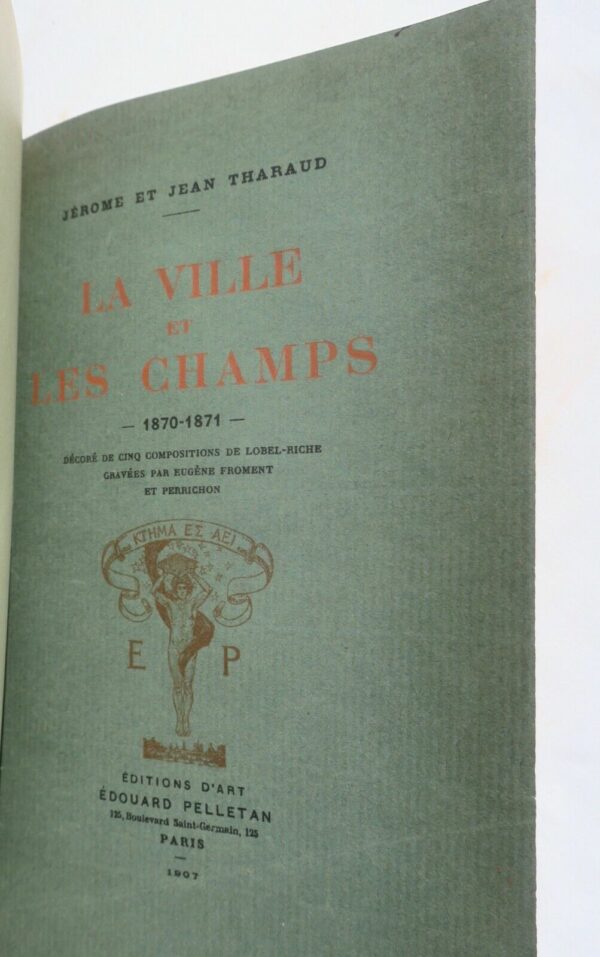 JÉROME ET JEAN THARAUD
LA VILLE
ET
LES CHAMPS
— 1870-1871 —
DÉCORÉ DE CINQ COMPOSITIONS DE LOBEL-RICHE
GRAVÉES PAR EUGÈNE FROMENT
ET PERRICHON
ΚΤΗΜΑ ΕΣ ΑΕΙ
E P
ÉDITIONS D'ART
ÉDOUARD PELLETAN
125, Boulevard Saint-Germain, 125
PARIS
1907